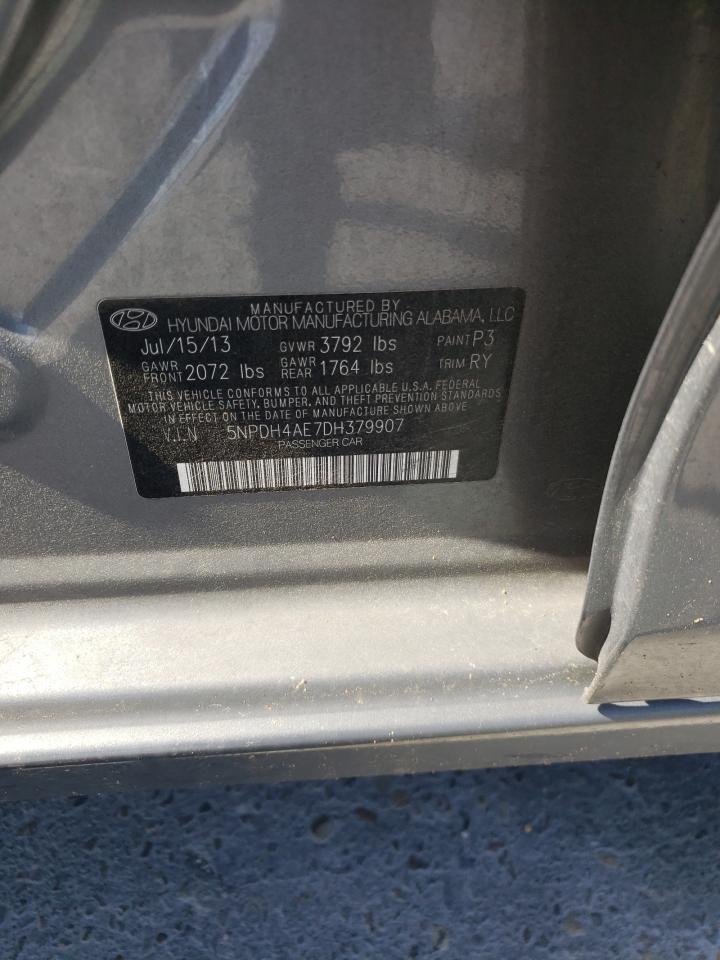 MANUFACTURED BY
HYUNDAI MOTOR MANUFACTURING ALABAMA, LLC
Jul/15/13 GVWR 3792 lbs PAINT P3
GAWR FRONT 2072 lbs GAWR REAR 1764 lbs TRIM RY
THIS VEHICLE CONFORMS TO ALL APPLICABLE U.S.A. FEDERAL
MOTOR VEHICLE SAFETY, BUMPER, AND THEFT PREVENTION STANDARDS
IN EFFECT ON THE DATE OF MANUFACTURE SHOWN ABOVE
V.I.N 5NPDH4AE7DH379907
PASSENGER CAR